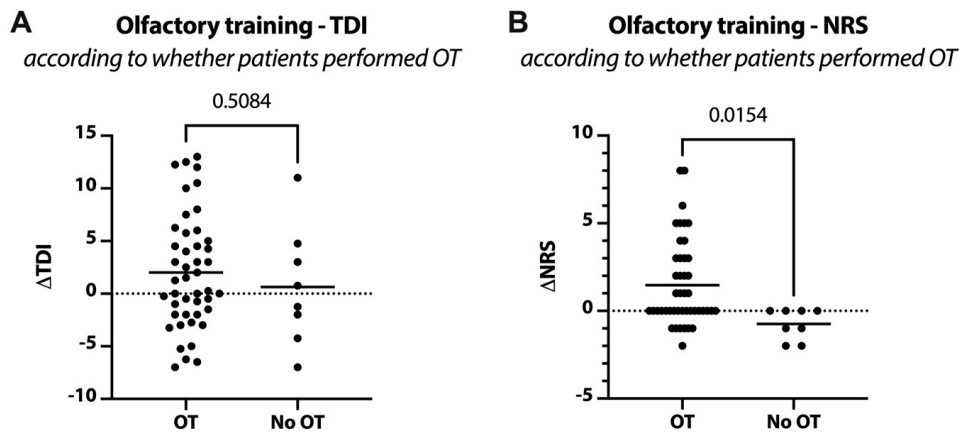 A
Olfactory training - TDI
according to whether patients performed OT
0.5084
15
10
5
0
-5
-10
ΔTDI
OT
No OT
B
Olfactory training - NRS
according to whether patients performed OT
0.0154
10
5
0
-5
ΔNRS
OT
No OT